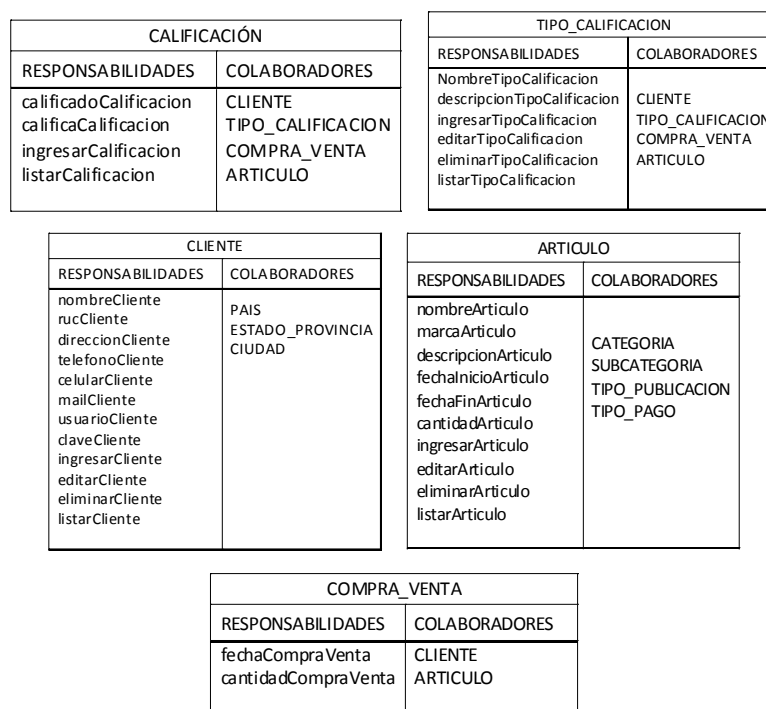 CALIFICACIÓN
RESPONSABILIDADES COLABORADORES
calificadoCalificacion CLIENTE
calificaCalificacion TIPO_CALIFICACION
ingresarCalificacion COMPRA_VENTA
listarCalificacion ARTICULO
TIPO_CALIFICACION
RESPONSABILIDADES COLABORADORES
NombreTipoCalificacion
descripcionTipoCalificacion CLIENTE
ingresarTipoCalificacion TIPO_CALIFICACION
editarTipoCalificacion COMPRA_VENTA
eliminarTipoCalificacion ARTICULO
listarTipoCalificacion
CLIENTE
RESPONSABILIDADES COLABORADORES
nombreCliente PAIS
rucCliente ESTADO_PROVINCIA
direccionCliente CIUDAD
telefonoCliente
celularCliente
mailCliente
usuarioCliente
claveCliente
ingresarCliente
editarCliente
eliminarCliente
listarCliente
ARTICULO
RESPONSABILIDADES COLABORADORES
nombreArticulo
marcaArticulo CATEGORIA
descripcionArticulo SUBCATEGORIA
fechaInicioArticulo TIPO_PUBLICACION
fechaFinArticulo TIPO_PAGO
cantidadArticulo
ingresarArticulo
editarArticulo
eliminarArticulo
listarArticulo
COMPRA_VENTA
RESPONSABILIDADES COLABORADORES
fechaCompraVenta CLIENTE
cantidadCompraVenta ARTICULO